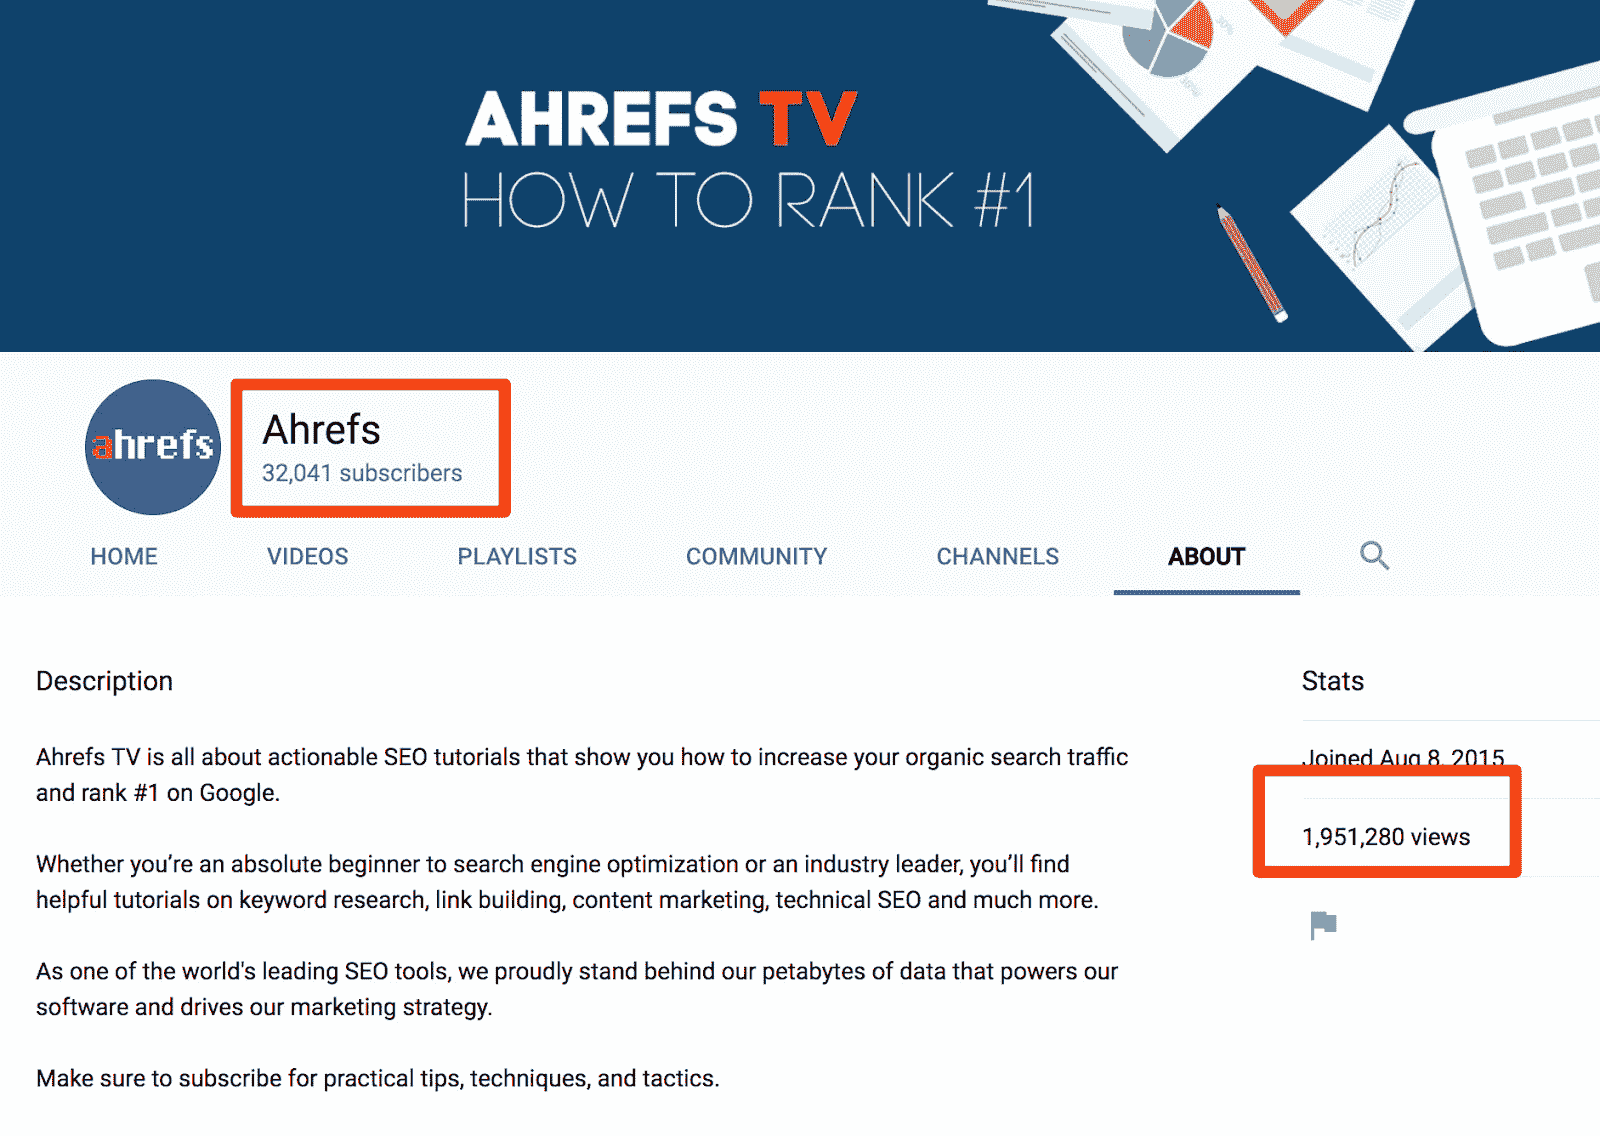 AHREFS TV
HOW TO RANK #1
30%
ahrefs
Ahrefs
32,041 subscribers
HOME VIDEOS PLAYLISTS COMMUNITY CHANNELS ABOUT
Description
Ahrefs TV is all about actionable SEO tutorials that show you how to increase your organic search traffic
and rank #1 on Google.
Whether you’re an absolute beginner to search engine optimization or an industry leader, you’ll find
helpful tutorials on keyword research, link building, content marketing, technical SEO and much more.
As one of the world's leading SEO tools, we proudly stand behind our petabytes of data that powers our
software and drives our marketing strategy.
Make sure to subscribe for practical tips, techniques, and tactics.
Stats
Joined Aug 8, 2015
1,951,280 views